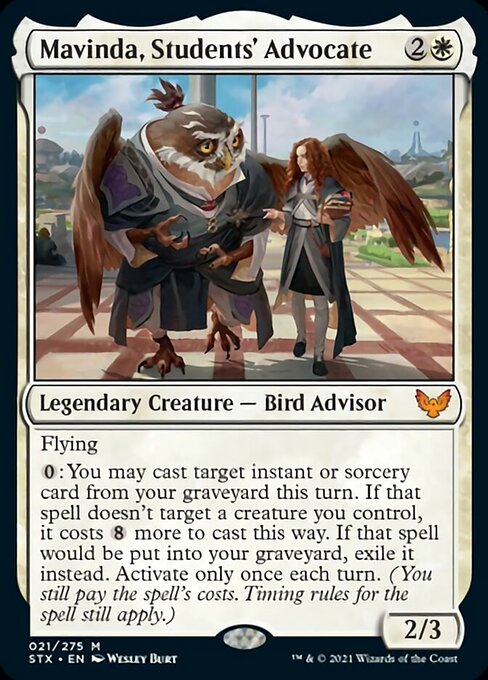 Mavinda, Students' Advocate 2
Legendary Creature — Bird Advisor
Flying
0:You may cast target instant or sorcery
card from your graveyard this turn. If that
spell doesn't target a creature you control,
it costs 8 more to cast this way. If that spell
would be put into your graveyard, exile it
instead. Activate only once each turn. (You
still pay the spell's costs. Timing rules for
the spell still apply.)
2/3
021/275 M
STX • EN Wesley Burt
™ & © 2021 Wizards of the Coast